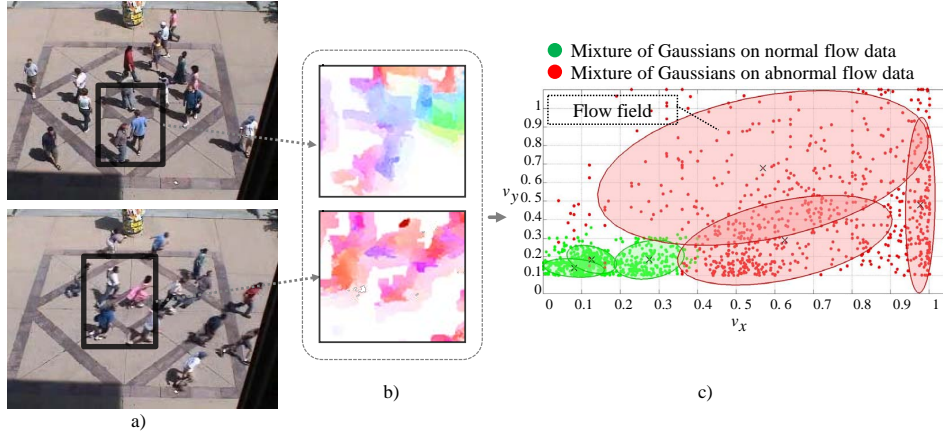 Mixture of Gaussians on normal flow data
Mixture of Gaussians on abnormal flow data
Flow field
1
0.9
0.8
0.7
v_y 0.6
0.5
0.4
0.3
0.2
0.1
0
0 0.1 0.2 0.3 0.4 0.5 0.6 0.7 0.8 0.9 1
v_x
a)
b)
c)